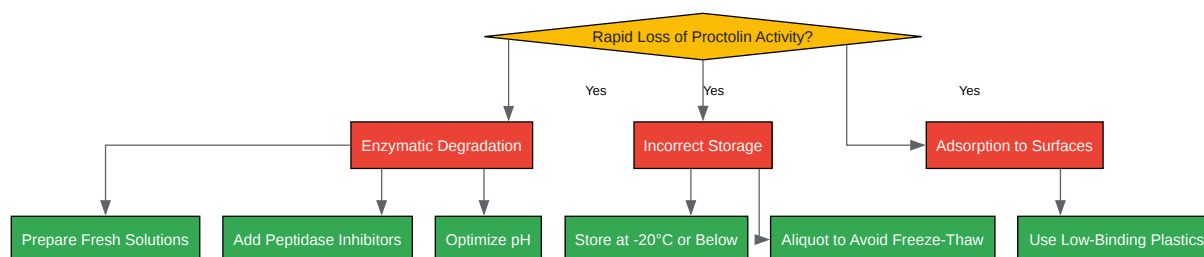 Rapid Loss of Proctolin Activity?
Yes
Yes
Yes
Enzymatic Degradation
Incorrect Storage
Adsorption to Surfaces
Prepare Fresh Solutions
Add Peptidase Inhibitors
Optimize pH
Store at -20°C or Below
Aliquot to Avoid Freeze-Thaw
Use Low-Binding Plastics